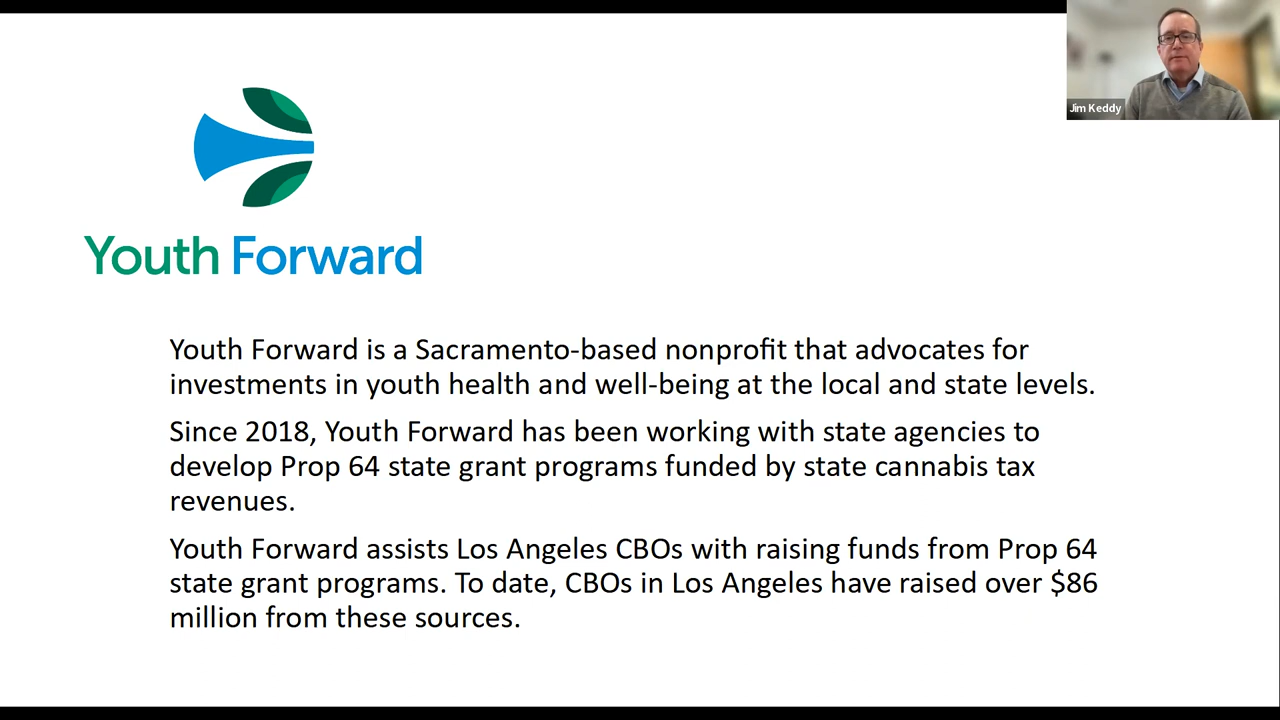 Jim Keddy
Youth Forward
Youth Forward is a Sacramento-based nonprofit that advocates for
investments in youth health and well-being at the local and state levels.
Since 2018, Youth Forward has been working with state agencies to
develop Prop 64 state grant programs funded by state cannabis tax
revenues.
Youth Forward assists Los Angeles CBOs with raising funds from Prop 64
state grant programs. To date, CBOs in Los Angeles have raised over $86
million from these sources.